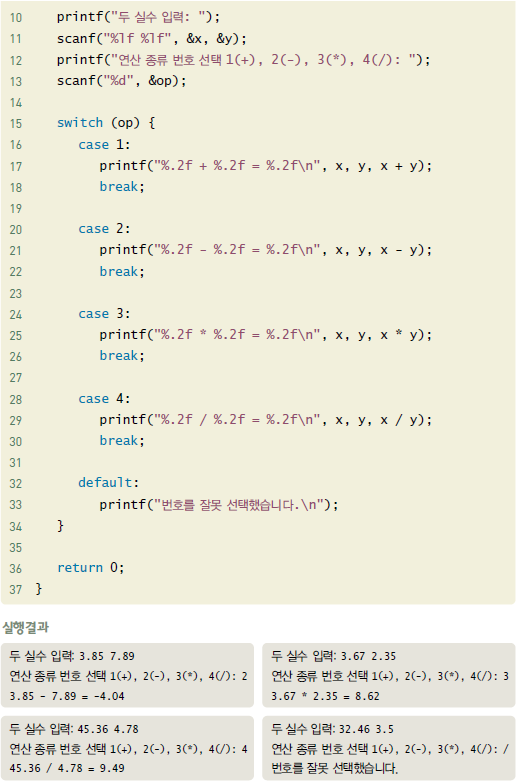 10 printf("두 실수 입력: ");
11 scanf("%lf %lf", &x, &y);
12 printf("연산 종류 번호 선택 1(+), 2(-), 3(*), 4(/): ");
13 scanf("%d", &op);
14
15 switch (op) {
16 case 1:
17 printf("%.2f + %.2f = %.2f\n", x, y, x + y);
18 break;
19
20 case 2:
21 printf("%.2f - %.2f = %.2f\n", x, y, x - y);
22 break;
23
24 case 3:
25 printf("%.2f * %.2f = %.2f\n", x, y, x * y);
26 break;
27
28 case 4:
29 printf("%.2f / %.2f = %.2f\n", x, y, x / y);
30 break;
31
32 default:
33 printf("번호를 잘못 선택했습니다.\n");
34 }
35
36 return 0;
37 }
실행결과
두 실수 입력: 3.85 7.89
연산 종류 번호 선택 1(+), 2(-), 3(*), 4(/): 2
3.85 - 7.89 = -4.04
두 실수 입력: 3.67 2.35
연산 종류 번호 선택 1(+), 2(-), 3(*), 4(/): 3
3.67 * 2.35 = 8.62
두 실수 입력: 45.36 4.78
연산 종류 번호 선택 1(+), 2(-), 3(*), 4(/): 4
45.36 / 4.78 = 9.49
두 실수 입력: 32.46 3.5
연산 종류 번호 선택 1(+), 2(-), 3(*), 4(/): /
번호를 잘못 선택했습니다.